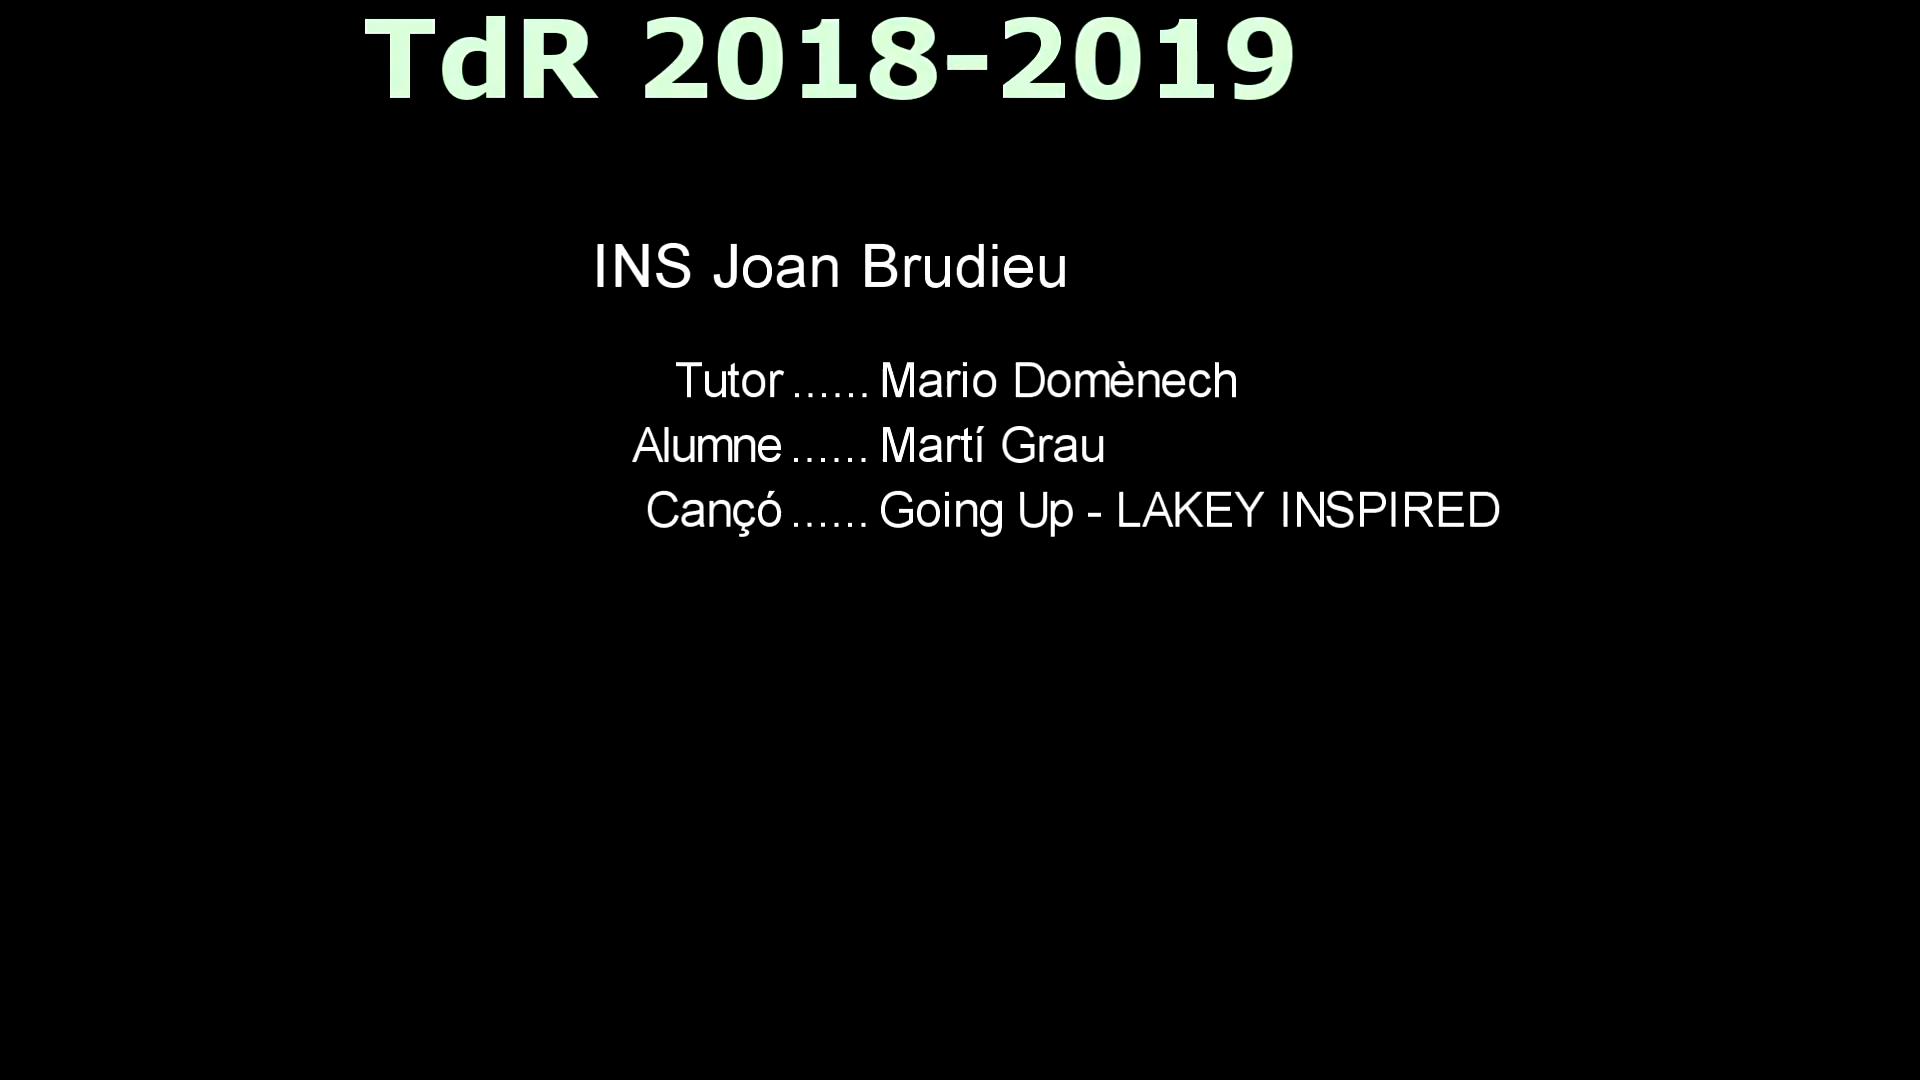 TdR 2018-2019
INS Joan Brudieu
Tutor ...... Mario Domènech
Alumne ...... Martí Grau
Cançó ...... Going Up - LAKEY INSPIRED